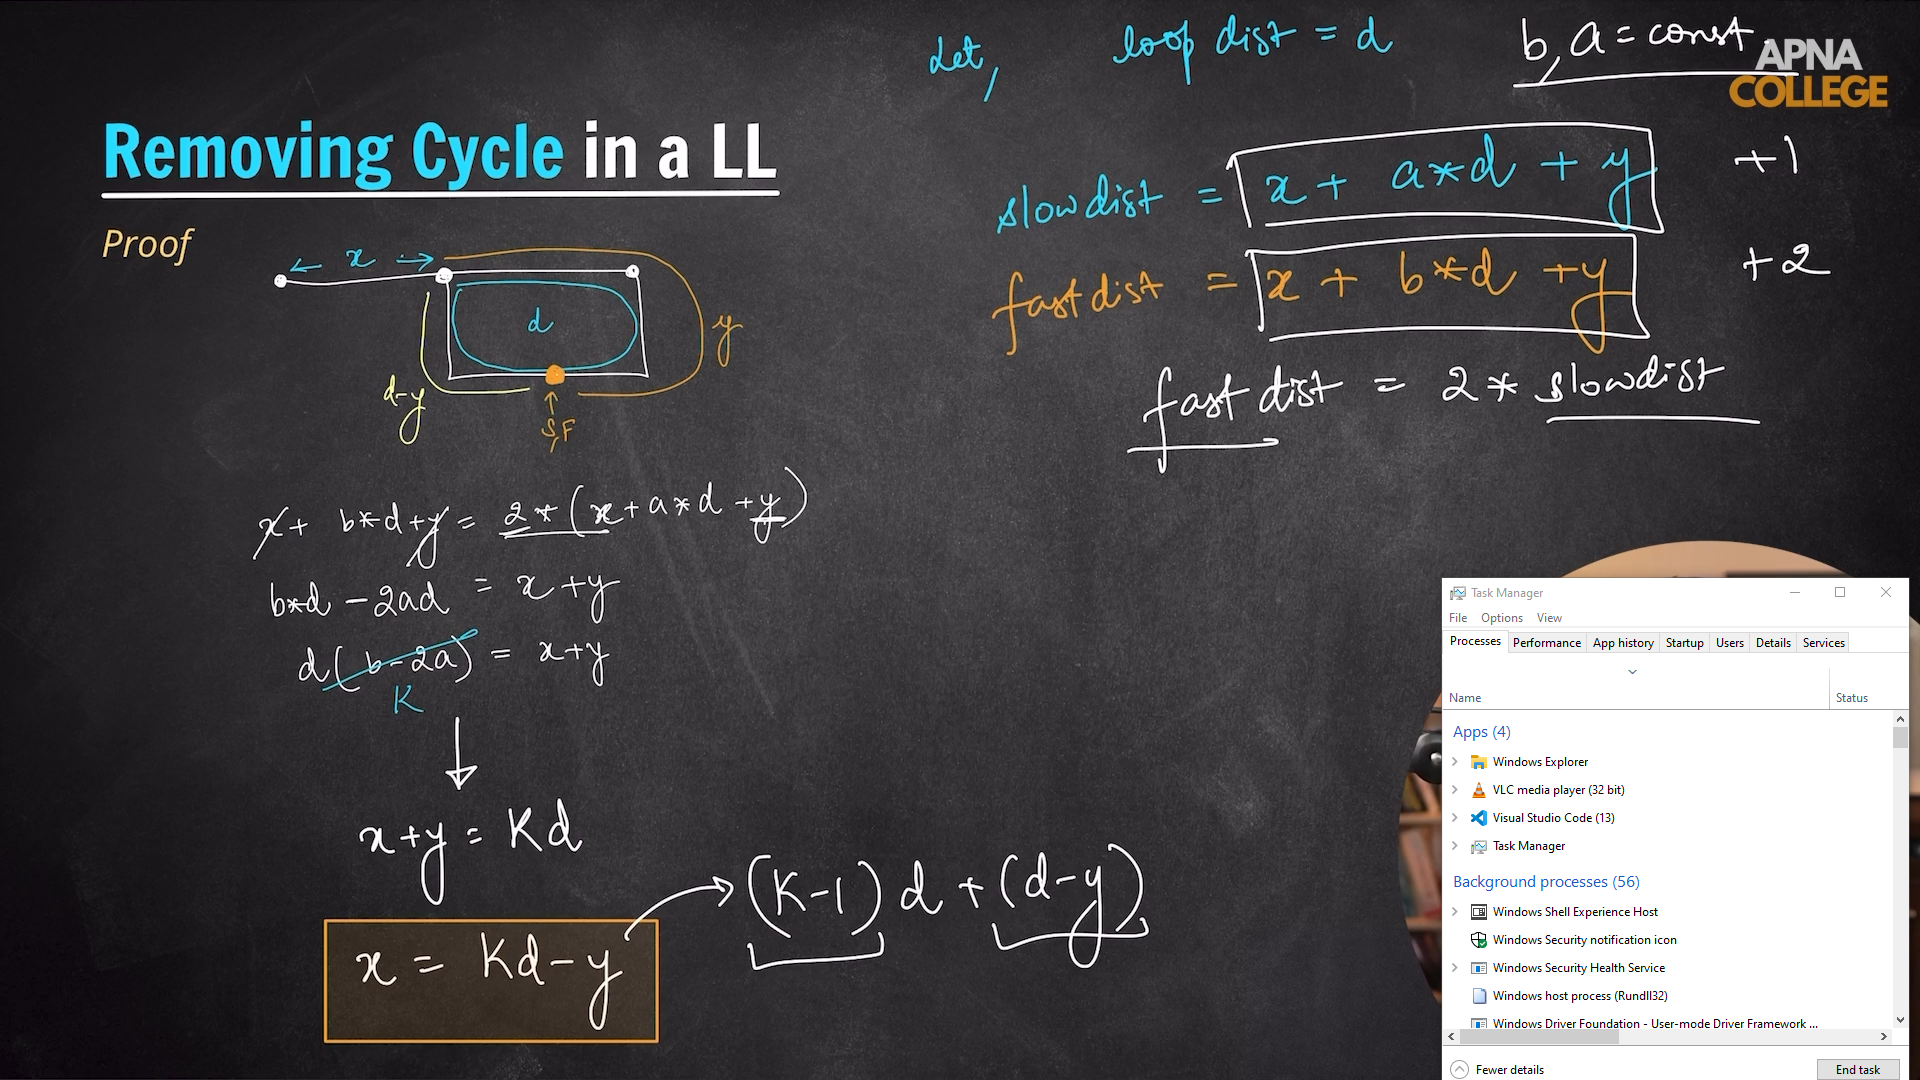 Let, loop dist = d b, a = const.
APNA
COLLEGE
Removing Cycle in a LL
slow dist = x + a*d + y +1
Proof
← x →
fast dist = x + b*d + y +2
d
y
d-y
S,F
fast dist = 2 * slow dist
x + b*d + y = 2*(x + a*d + y)
b*d - 2ad = x + y
d(b-2a) = x+y
K
x+y = Kd
(K-1) d + (d-y)
x = Kd - y
Task Manager
File Options View
Processes Performance App history Startup Users Details Services
Name Status
Apps (4)
Windows Explorer
VLC media player (32 bit)
Visual Studio Code (13)
Task Manager
Background processes (56)
Windows Shell Experience Host
Windows Security notification icon
Windows Security Health Service
Windows host process (Rundll32)
Windows Driver Foundation - User-mode Driver Framework ...
Fewer details End task